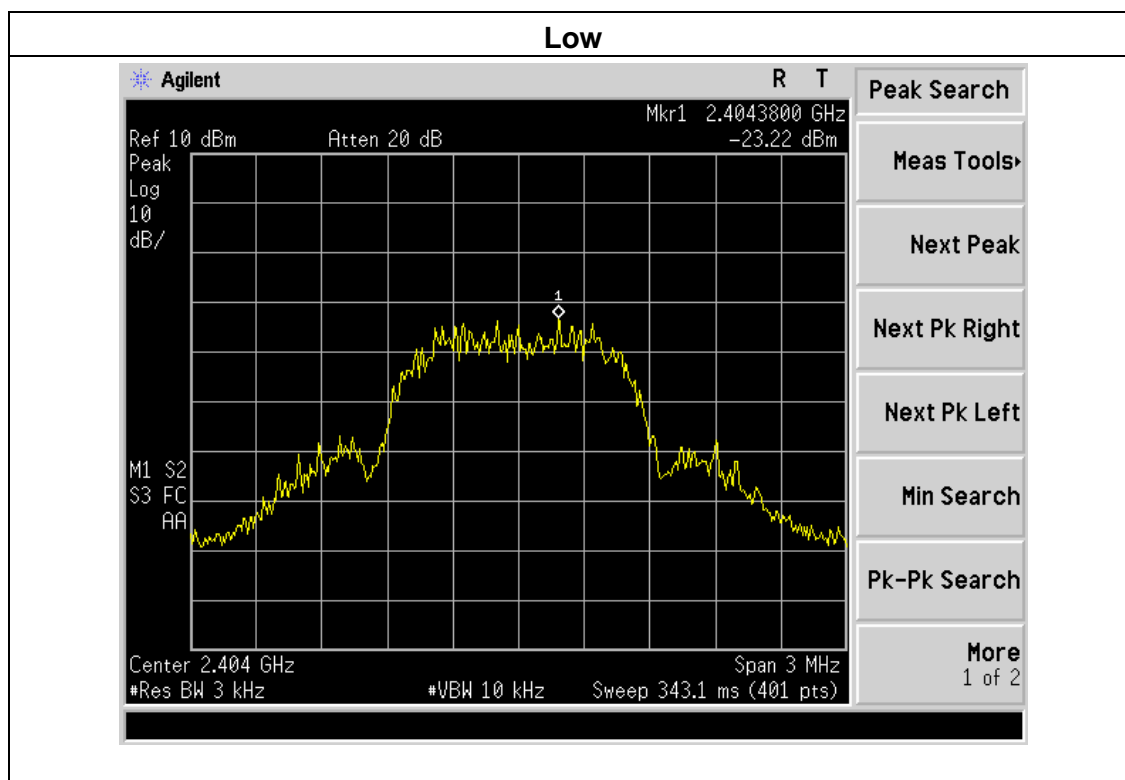 Low
Agilent R T
Mkr1 2.4043800 GHz
Ref 10 dBm Atten 20 dB -23.22 dBm
Peak
Log
10
dB/
1
M1 S2
S3 FC
AA
Center 2.404 GHz Span 3 MHz
#Res BW 3 kHz #VBW 10 kHz Sweep 343.1 ms (401 pts)
Peak Search
Meas Tools▸
Next Peak
Next Pk Right
Next Pk Left
Min Search
Pk-Pk Search
More
1 of 2